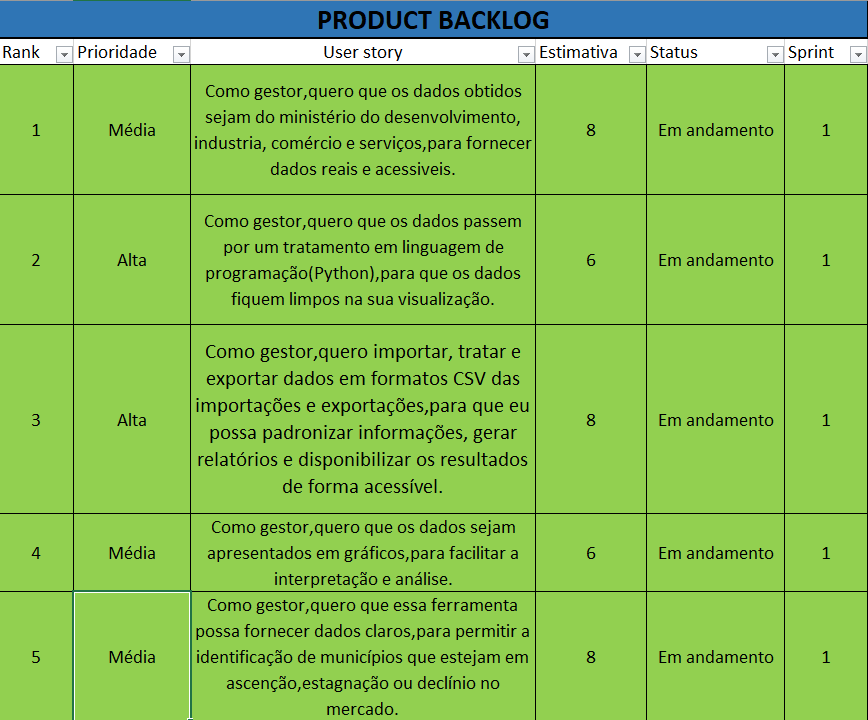 PRODUCT BACKLOG
Rank Prioridade User story Estimativa Status Sprint
Como gestor,quero que os dados obtidos
sejam do ministério do desenvolvimento,
1 Média industria, comércio e serviços,para fornecer 8 Em andamento 1
dados reais e acessiveis.
Como gestor,quero que os dados passem
por um tratamento em linguagem de
2 Alta programação(Python),para que os dados 6 Em andamento 1
fiquem limpos na sua visualização.
Como gestor,quero importar, tratar e
exportar dados em formatos CSV das
importações e exportações,para que eu
3 Alta possa padronizar informações, gerar 8 Em andamento 1
relatórios e disponibilizar os resultados
de forma acessível.
Como gestor,quero que os dados sejam
4 Média apresentados em gráficos,para facilitar a 6 Em andamento 1
interpretação e análise.
Como gestor,quero que essa ferramenta
possa fornecer dados claros,para permitir a
5 Média identificação de municípios que estejam em 8 Em andamento 1
ascenção,estagnação ou declínio no
mercado.